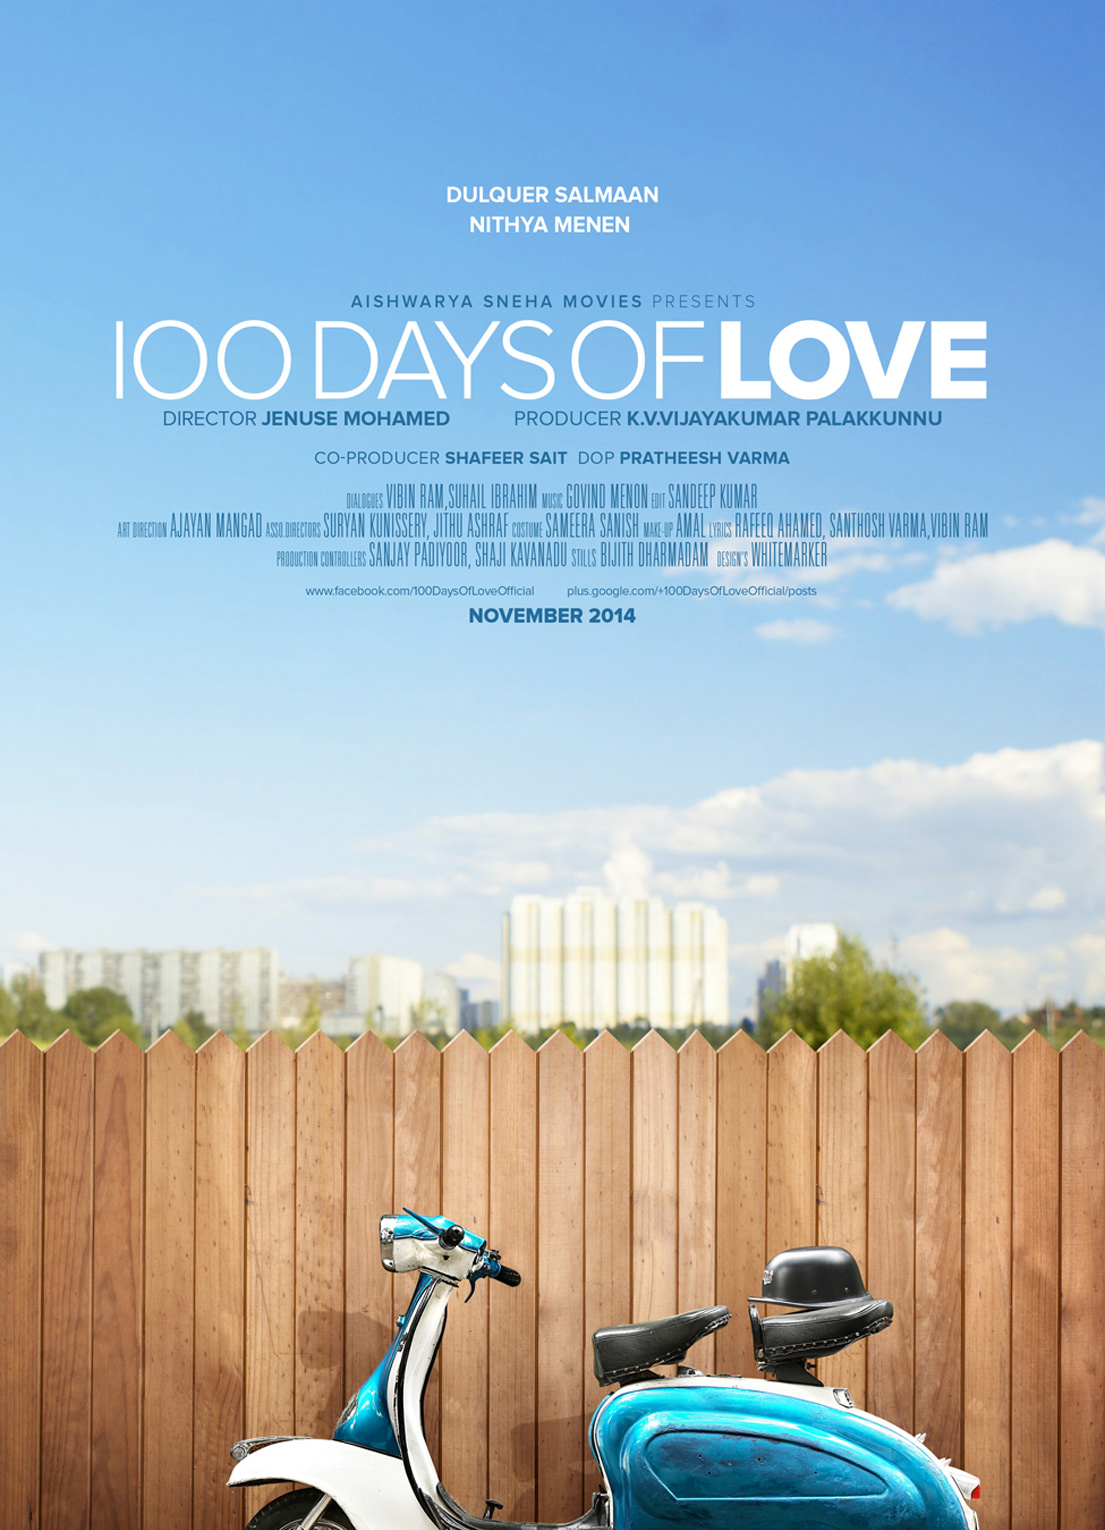 DULQUER SALMAAN
NITHYA MENEN
AISHWARYA SNEHA MOVIES PRESENTS
100 DAYS OF LOVE
DIRECTOR JENUSE MOHAMED PRODUCER K.V.VIJAYAKUMAR PALAKKUNNU
CO-PRODUCER SHAFEER SAIT DOP PRATHEESH VARMA
DIALOGUES VIBIN RAM,SUHAIL IBRAHIM MUSIC GOVIND MENON EDIT SANDEEP KUMAR
ART DIRECTION AJAYAN MANGAD ASSO.DIRECTORS SURYAN KUNISSERY, JITHU ASHRAF COSTUME SAMEERA SANISH MAKE-UP AMAL LYRICS RAFEEQ AHAMED, SANTHOSH VARMA,VIBIN RAM
PRODUCTION CONTROLLERS SANJAY PADIYOOR, SHAJI KAVANADU STILLS BIJITH DHARMADAM DESIGN'S WHITEMARKER
www.facebook.com/100DaysOfLoveOfficial plus.google.com/+100DaysOfLoveOfficial/posts
NOVEMBER 2014